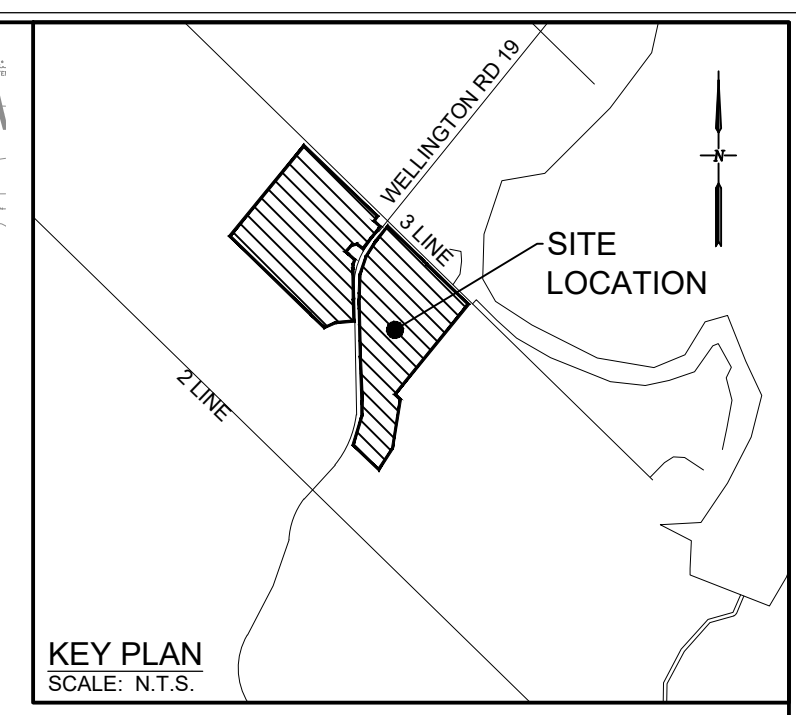 WELLINGTON RD 19
N
3 LINE
SITE
LOCATION
2 LINE
KEY PLAN
SCALE: N.T.S.